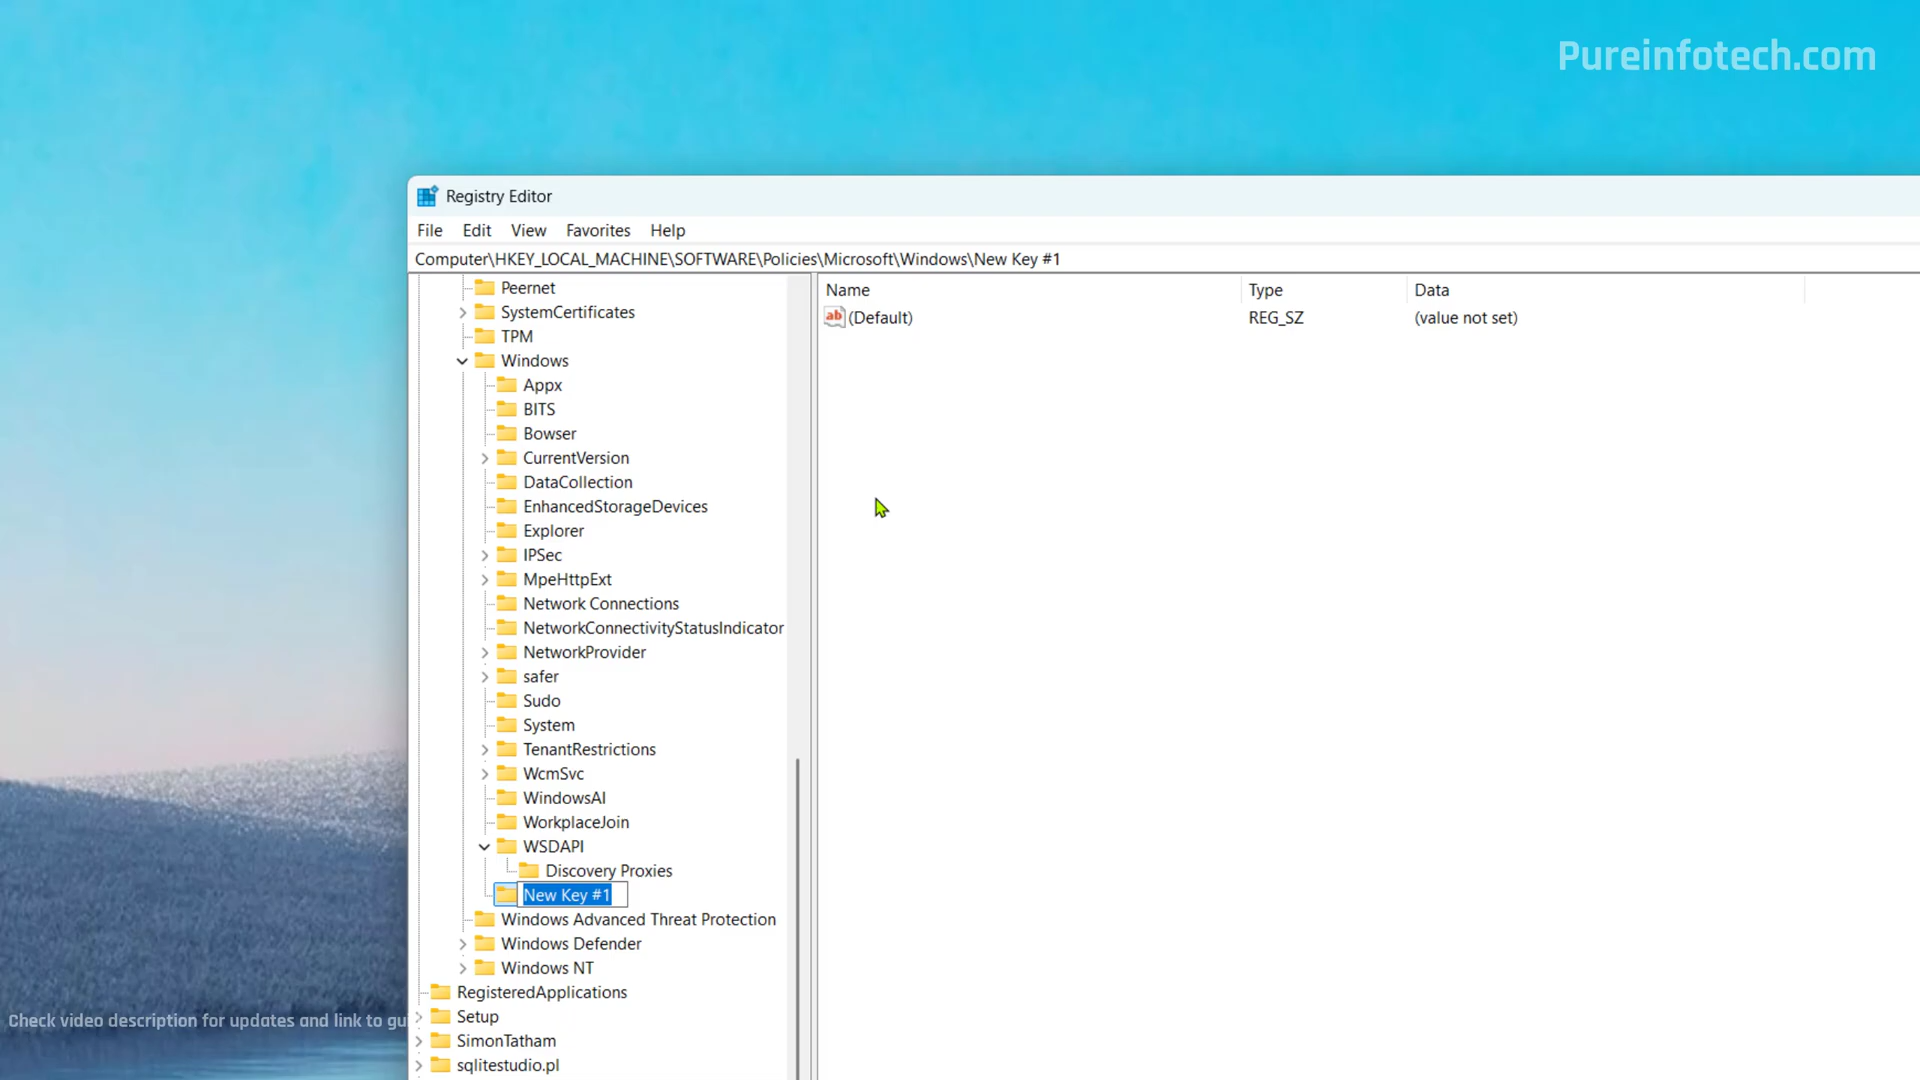 Pureinfotech.com
Registry Editor
File Edit View Favorites Help
Computer\HKEY_LOCAL_MACHINE\SOFTWARE\Policies\Microsoft\Windows\New Key #1
Name Type Data
ab (Default) REG_SZ (value not set)
Peernet
SystemCertificates
TPM
Windows
Appx
BITS
Bowser
CurrentVersion
DataCollection
EnhancedStorageDevices
Explorer
IPSec
MpeHttpExt
Network Connections
NetworkConnectivityStatusIndicator
NetworkProvider
safer
Sudo
System
TenantRestrictions
WcmSvc
WindowsAI
WorkplaceJoin
WSDAPI
Discovery Proxies
New Key #1
Windows Advanced Threat Protection
Windows Defender
Windows NT
RegisteredApplications
Setup
SimonTatham
sqlitestudio.pl
Check video description for updates and link to gu